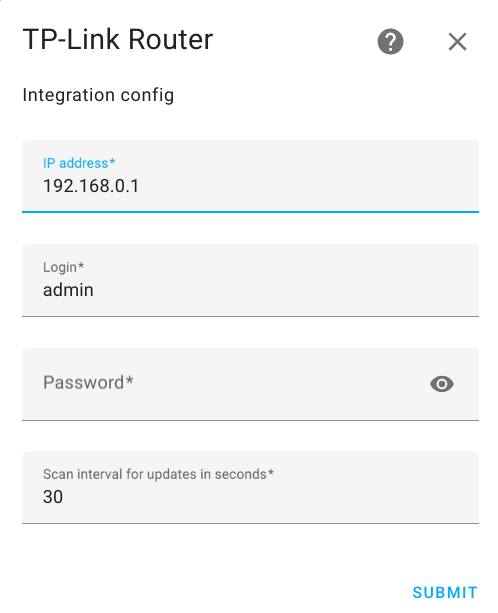 TP-Link Router
Integration config
IP address*
192.168.0.1
Login*
admin
Password*
Scan interval for updates in seconds*
30
SUBMIT